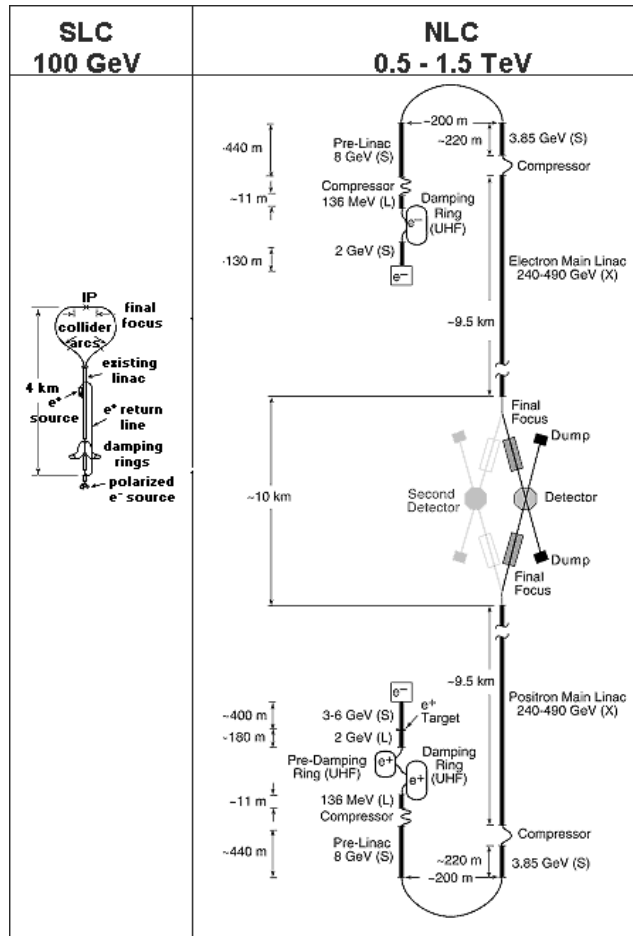 SLC
100 GeV
NLC
0.5 - 1.5 TeV
IP
final
focus
collider
arcs
existing
linac
4 km
e⁺
source
e⁺ return
line
damping
rings
polarized
e⁻ source
~200 m
~220 m
3.85 GeV (S)
Compressor
-440 m
Pre-Linac
8 GeV (S)
Compressor
136 MeV (L)
~11 m
Damping
Ring
(UHF)
e⁻
2 GeV (S)
-130 m
e⁻
Electron Main Linac
240-490 GeV (X)
~9.5 km
Final
Focus
Dump
~10 km
Second
Detector
Detector
Dump
Final
Focus
~9.5 km
Positron Main Linac
240-490 GeV (X)
e⁻
~400 m
3-6 GeV (S)
e+
Target
~180 m
2 GeV (L)
Pre-Damping
Ring (UHF)
e+
Damping
Ring
(UHF)
e+
~11 m
136 MeV (L)
Compressor
~440 m
Pre-Linac
8 GeV (S)
Compressor
~220 m
3.85 GeV (S)
~200 m